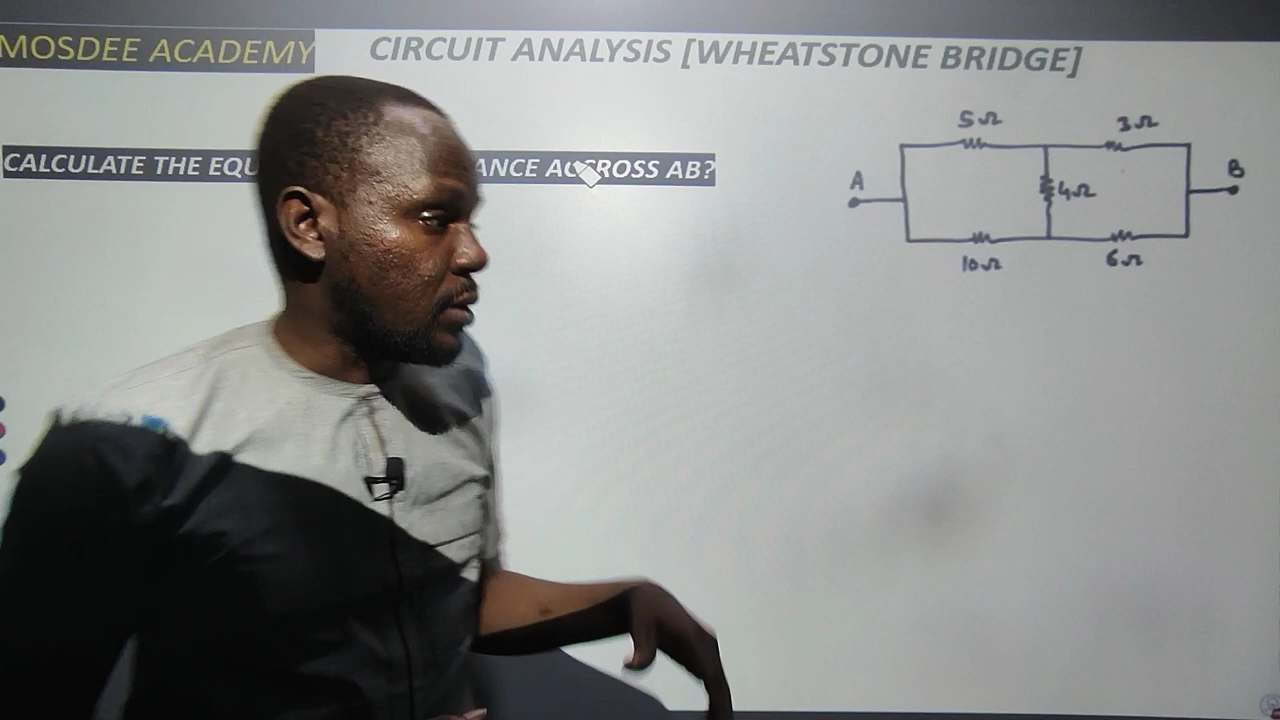 MOSDEE ACADEMY
CIRCUIT ANALYSIS [WHEATSTONE BRIDGE]
CALCULATE THE EQU ANCE ACROSS AB?
5Ω
3Ω
A
4Ω
B
10Ω
6Ω